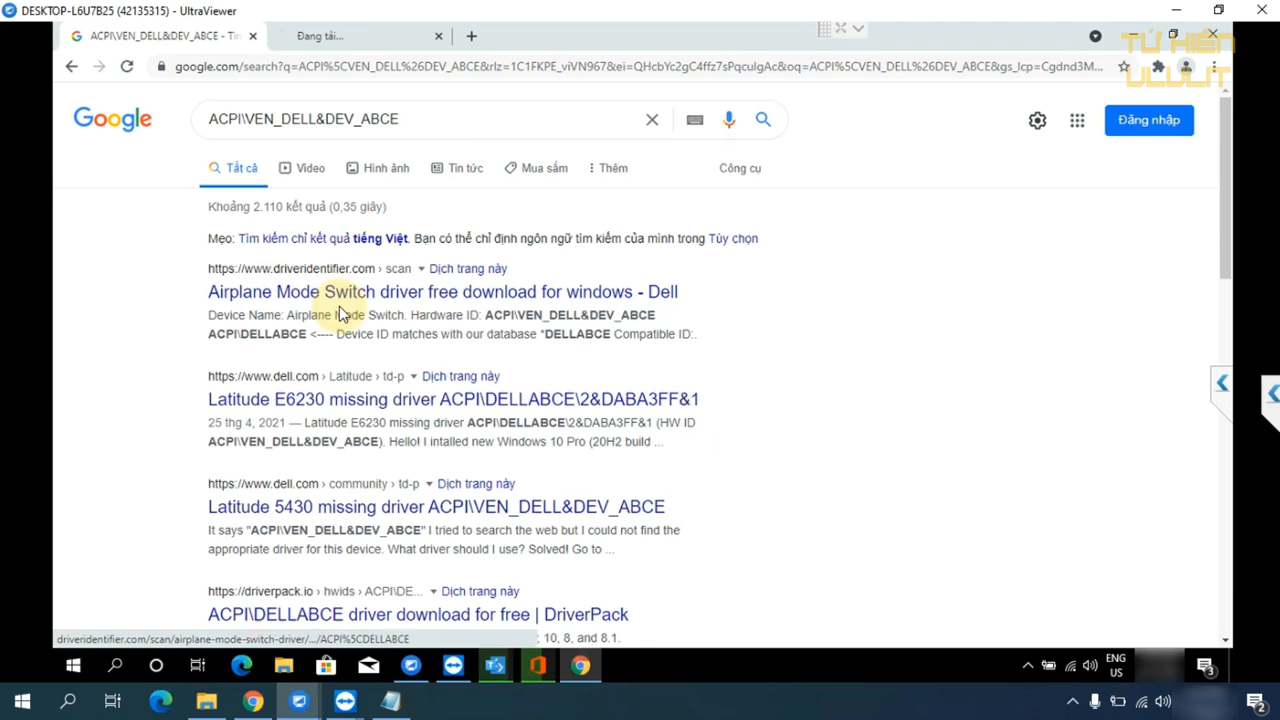 DESKTOP-L6U7B25 (42135315) - UltraViewer
ACPI\VEN_DELL&DEV_ABCE - Tìm
Đang tải...
TỨ HIỀN
ULULIT
google.com/search?q=ACPI%5CVEN_DELL%26DEV_ABCE&rlz=1C1FKPE_viVN967&ei=QHcbYc2gC4ffz7sPqculgAc&oq=ACPI%5CVEN_DELL%26DEV_ABCE&gs_lcp=Cgdnd3M...
Google
ACPI\VEN_DELL&DEV_ABCE
Đăng nhập
Tất cả
Video
Hình ảnh
Tin tức
Mua sắm
Thêm
Công cụ
Khoảng 2.110 kết quả (0,35 giây)
Mẹo: Tìm kiếm chỉ kết quả tiếng Việt. Bạn có thể chỉ định ngôn ngữ tìm kiếm của mình trong Tùy chọn
https://www.driveridentifier.com › scan ▼ Dịch trang này
Airplane Mode Switch driver free download for windows - Dell
Device Name: Airplane Mode Switch. Hardware ID: ACPI\VEN_DELL&DEV_ABCE
ACPI\DELLABCE <---- Device ID matches with our database *DELLABCE Compatible ID:.
https://www.dell.com › Latitude › td-p ▼ Dịch trang này
Latitude E6230 missing driver ACPI\DELLABCE\2&DABA3FF&1
25 thg 4, 2021 — Latitude E6230 missing driver ACPI\DELLABCE\2&DABA3FF&1 (HW ID
ACPI\VEN_DELL&DEV_ABCE). Hello! I intalled new Windows 10 Pro (20H2 build ...
https://www.dell.com › community › td-p ▼ Dịch trang này
Latitude 5430 missing driver ACPI\VEN_DELL&DEV_ABCE
It says "ACPI\VEN_DELL&DEV_ABCE" I tried to search the web but I could not find the
appropriate driver for this device. What driver should I use? Solved! Go to ...
https://driverpack.io › hwids › ACPI\DE... ▼ Dịch trang này
ACPI\DELLABCE driver download for free | DriverPack
driveridentifier.com/scan/airplane-mode-switch-driver/.../ACPI%5CDELLABCE
, 10, 8, and 8.1.
ENG
US
3
2